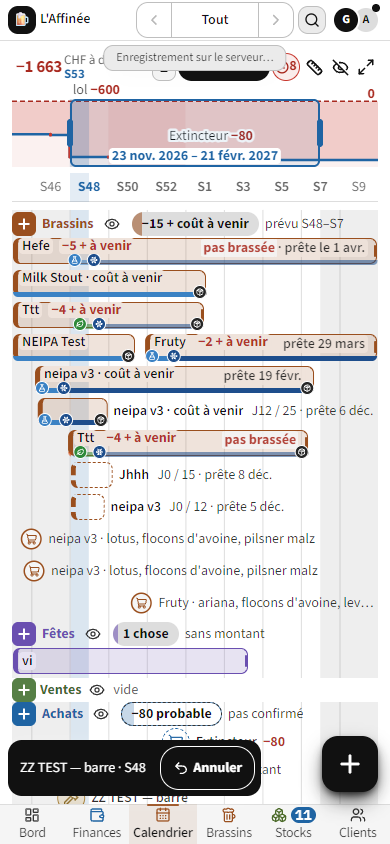 L'Affinée
Tout
G
A
−1 663
CHF à d
S53
Enregistrement sur le serveur…
8
lol −600
0
Extincteur −80
23 nov. 2026 – 21 févr. 2027
S46 S48 S50 S52 S1 S3 S5 S7 S9
Brassins
−15 + coût à venir
prévu S48–S7
Hefe −5 + à venir
pas brassée · prête le 1 avr.
Milk Stout · coût à venir
Ttt −4 + à venir
NEIPA Test
Fruty −2 + à venir
prête 29 mars
neipa v3 · coût à venir
prête 19 févr.
neipa v3 · coût à venir J12 / 25 · prête 6 déc.
Ttt −4 + à venir
pas brassée
Jhhh J0 / 15 · prête 8 déc.
neipa v3 J0 / 12 · prête 5 déc.
neipa v3 · lotus, flocons d'avoine, pilsner malz
neipa v3 · lotus, flocons d'avoine, pilsner malz
Fruty · ariana, flocons d'avoine, lev…
Fêtes
1 chose
sans montant
vi
Ventes
vide
Achats
−80 probable
pas confirmé
Extincteur −80
ZZ TEST — barre · S48
Annuler
ZZ TEST — barre
Bord
Finances
Calendrier
Brassins
Stocks
11
Clients